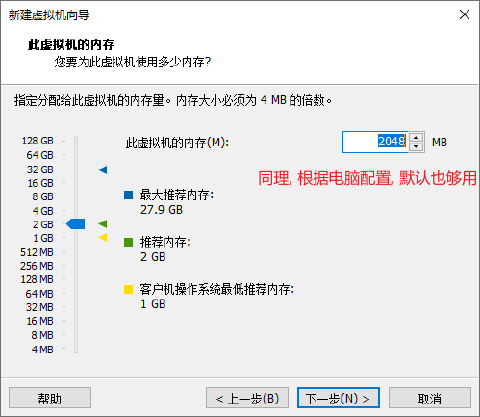 新建虚拟机向导
此虚拟机的内存
您要为此虚拟机使用多少内存?
指定分配给此虚拟机的内存量。内存大小必须为 4 MB 的倍数。
128 GB
64 GB
32 GB
16 GB
8 GB
4 GB
2 GB
1 GB
512 MB
256 MB
128 MB
64 MB
32 MB
16 MB
8 MB
4 MB
此虚拟机的内存(M): 2048 MB
同理, 根据电脑配置, 默认也够用
最大推荐内存:
27.9 GB
推荐内存:
2 GB
客户机操作系统最低推荐内存:
1 GB
帮助 < 上一步(B) 下一步(N) > 取消